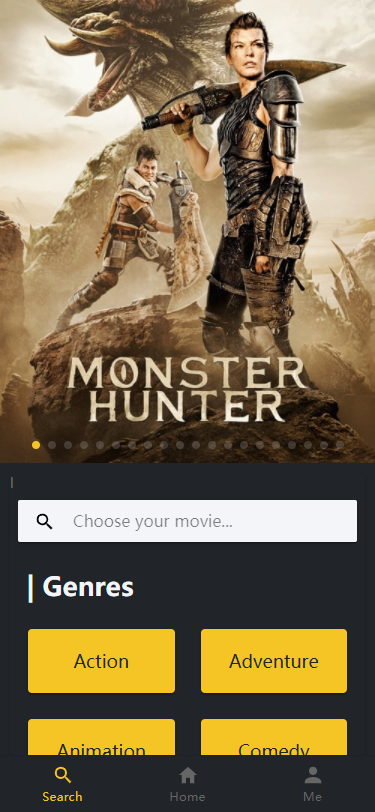 MONSTER
HUNTER
Choose your movie...
| Genres
Action
Adventure
Animation
Comedy
Search
Home
Me